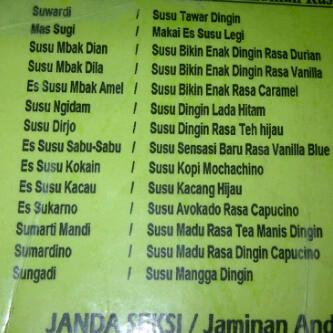 Suwardi / Susu Tawar Dingin
Mas Sugi / Makai Es Susu Legi
Susu Mbak Dian / Susu Bikin Enak Dingin Rasa Durian
Susu Mbak Dila / Susu Bikin Enak Dingin Rasa Vanilla
Es Susu Mbak Amel / Susu Bikin Enak Rasa Caramel
Susu Ngidam / Susu Dingin Lada Hitam
Susu Dirjo / Susu Dingin Rasa Teh hijau
Es Susu Sabu-Sabu / Susu Sensasi Baru Rasa Vanilla Blue
Es Susu Kokain / Susu Kopi Mochachino
Es Susu Kacau / Susu Kacang Hijau
Es Sukarno / Susu Avokado Rasa Capucino
Sumarti Mandi / Susu Madu Rasa Tea Manis Dingin
Sumardino / Susu Madu Rasa Dingin Capucino
Sungadi / Susu Mangga Dingin
JANDA SEKSI / Jaminan And